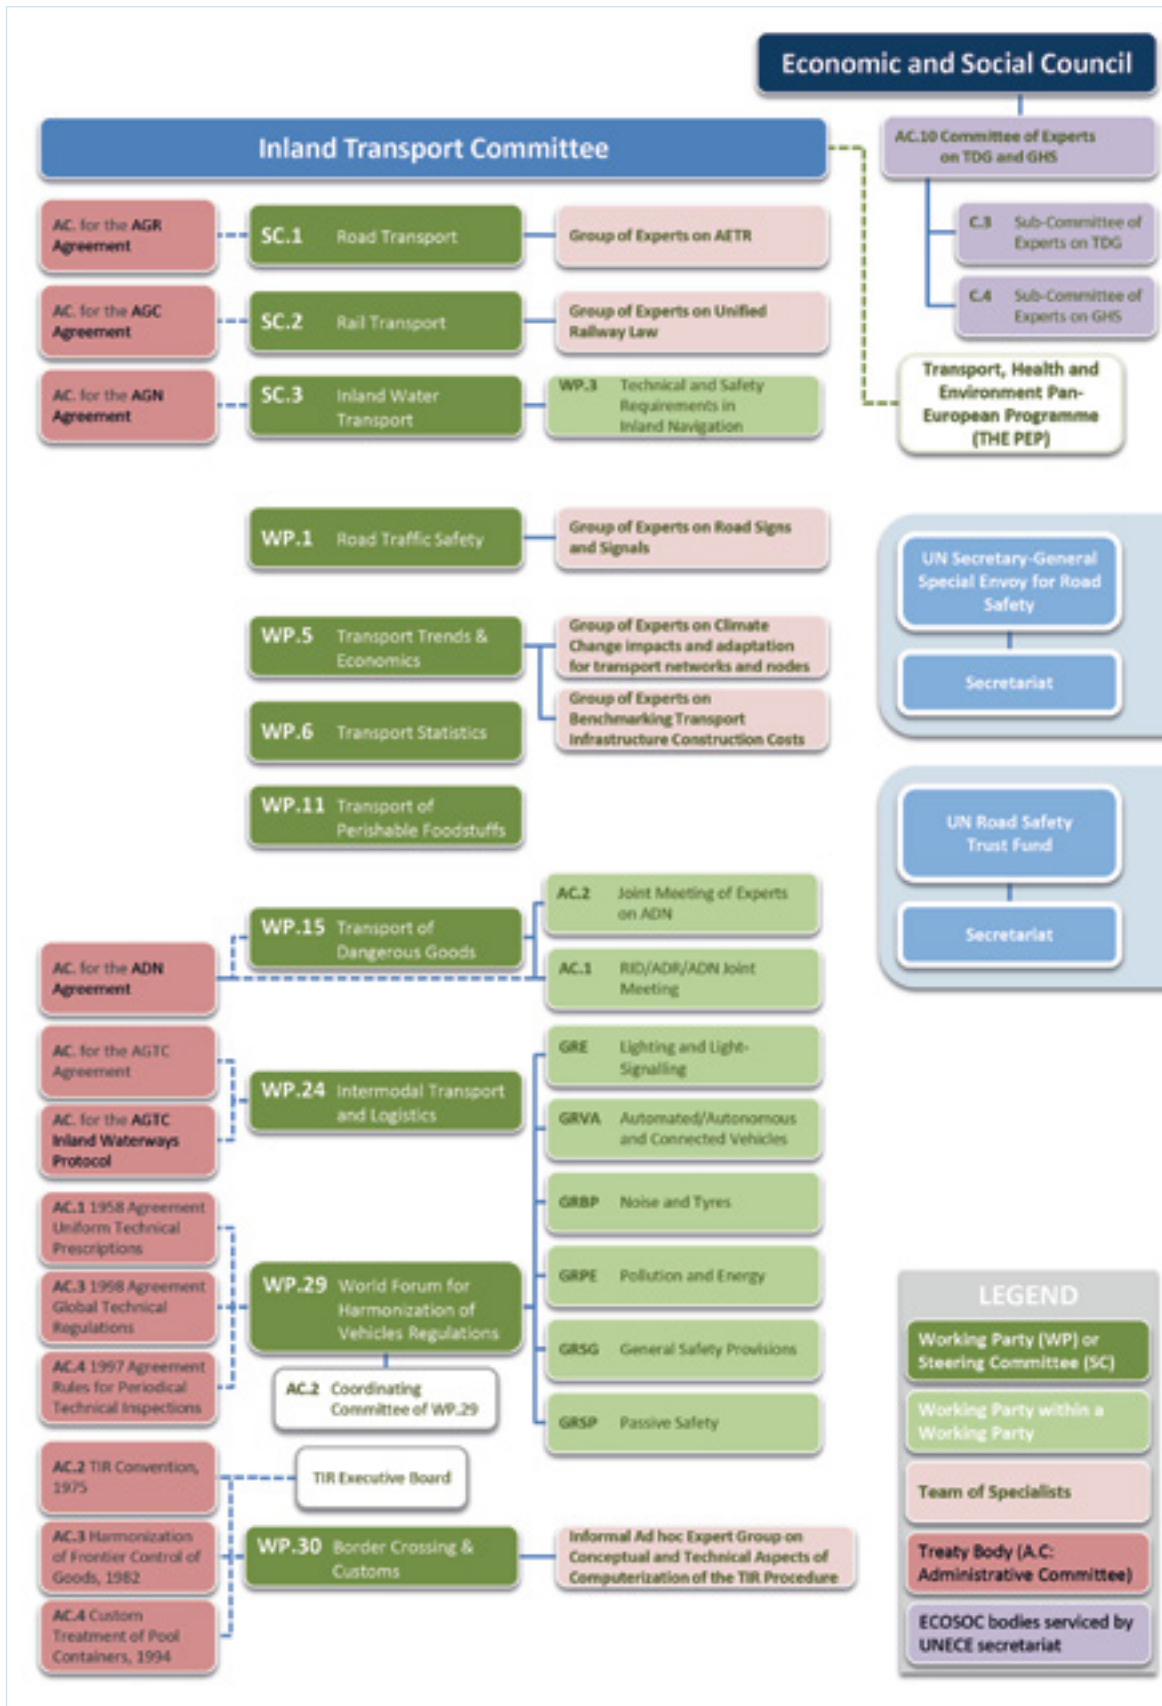 Economic and Social Council
Inland Transport Committee
AC.10 Committee of Experts
on TDG and GHS
C.3 Sub-Committee of
Experts on TDG
C.4 Sub-Committee of
Experts on GHS
Transport, Health and
Environment Pan-
European Programme
(THE PEP)
AC. for the AGR
Agreement
SC.1 Road Transport
Group of Experts on AETR
AC. for the AGC
Agreement
SC.2 Rail Transport
Group of Experts on Unified
Railway Law
AC. for the AGN
Agreement
SC.3 Inland Water
Transport
WP.3 Technical and Safety
Requirements in
Inland Navigation
WP.1 Road Traffic Safety
Group of Experts on Road Signs
and Signals
UN Secretary-General
Special Envoy for Road
Safety
Secretariat
WP.5 Transport Trends &
Economics
Group of Experts on Climate
Change impacts and adaptation
for transport networks and nodes
Group of Experts on
Benchmarking Transport
Infrastructure Construction Costs
WP.6 Transport Statistics
WP.11 Transport of
Perishable Foodstuffs
UN Road Safety
Trust Fund
Secretariat
WP.15 Transport of
Dangerous Goods
AC.2 Joint Meeting of Experts
on ADN
AC. for the ADN
Agreement
AC.1 RID/ADR/ADN Joint
Meeting
AC. for the AGTC
Agreement
AC. for the AGTC
Inland Waterways
Protocol
WP.24 Intermodal Transport
and Logistics
GRE Lighting and Light-
Signalling
GRVA Automated/Autonomous
and Connected Vehicles
GRBP Noise and Tyres
GRPE Pollution and Energy
GRSG General Safety Provisions
GRSP Passive Safety
AC.1 1958 Agreement
Uniform Technical
Prescriptions
AC.3 1998 Agreement
Global Technical
Regulations
AC.4 1997 Agreement
Rules for Periodical
Technical Inspections
WP.29 World Forum for
Harmonization of
Vehicles Regulations
AC.2 Coordinating
Committee of WP.29
AC.2 TIR Convention,
1975
TIR Executive Board
AC.3 Harmonization
of Frontier Control of
Goods, 1982
WP.30 Border Crossing &
Customs
Informal Ad hoc Expert Group on
Conceptual and Technical Aspects of
Computerization of the TIR Procedure
AC.4 Custom
Treatment of Pool
Containers, 1994
LEGEND
Working Party (WP) or
Steering Committee (SC)
Working Party within a
Working Party
Team of Specialists
Treaty Body (A.C:
Administrative Committee)
ECOSOC bodies serviced by
UNECE secretariat